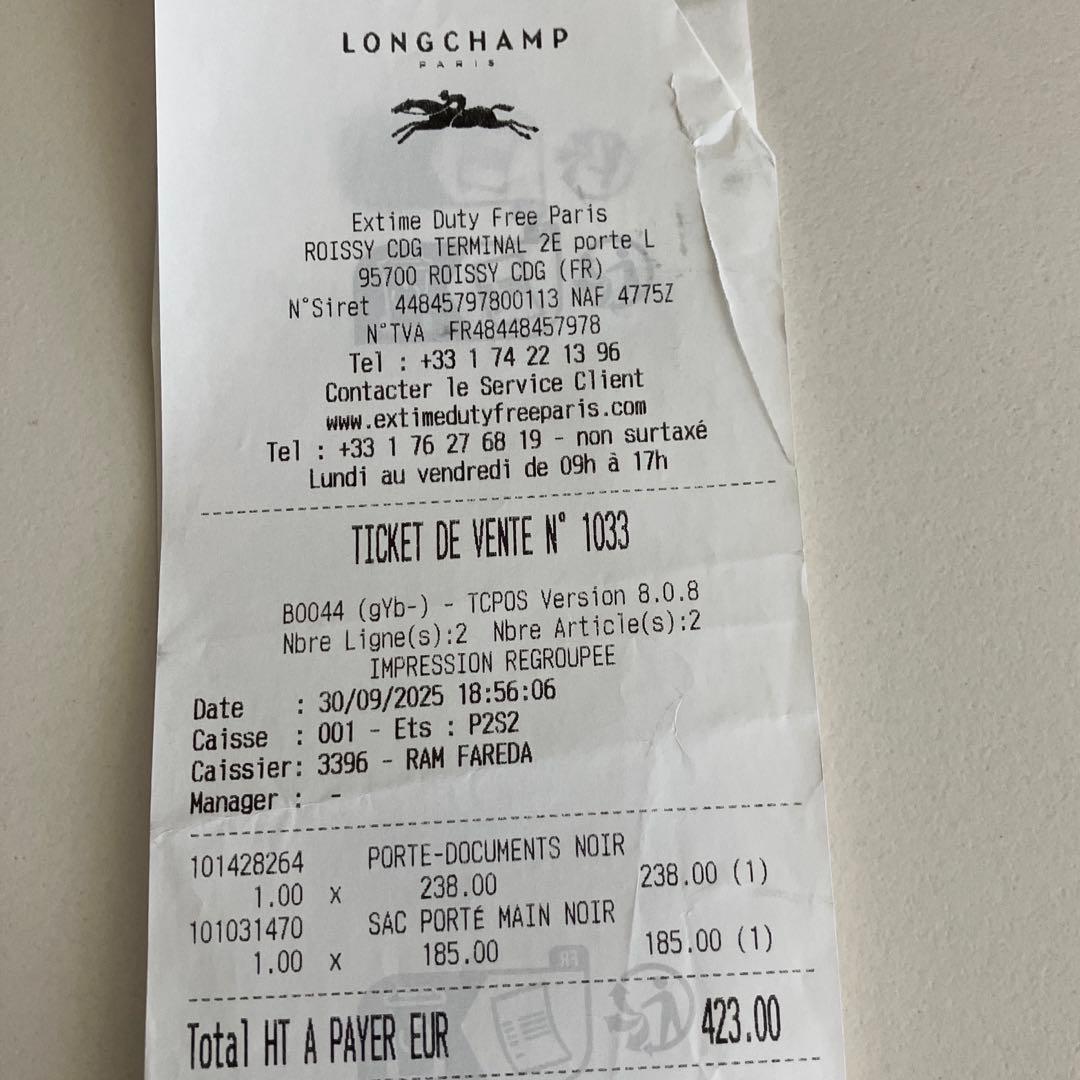 LONGCHAMP
PARIS
Extime Duty Free Paris
ROISSY CDG TERMINAL 2E porte L
95700 ROISSY CDG (FR)
N°Siret 44845797800113 NAF 4775Z
N°TVA FR48448457978
Tel : +33 1 74 22 13 96
Contacter le Service Client
www.extimedutyfreeparis.com
Tel : +33 1 76 27 68 19 - non surtaxé
Lundi au vendredi de 09h à 17h
TICKET DE VENTE N° 1033
B0044 (gYb-) - TCPOS Version 8.0.8
Nbre Ligne(s):2 Nbre Article(s):2
IMPRESSION REGROUPEE
Date : 30/09/2025 18:56:06
Caisse : 001 - Ets : P2S2
Caissier: 3396 - RAM FAREDA
Manager : -
101428264 PORTE-DOCUMENTS NOIR
1.00 x 238.00 238.00 (1)
101031470 SAC PORTÉ MAIN NOIR
1.00 x 185.00 185.00 (1)
FR
Total HT A PAYER EUR 423.00